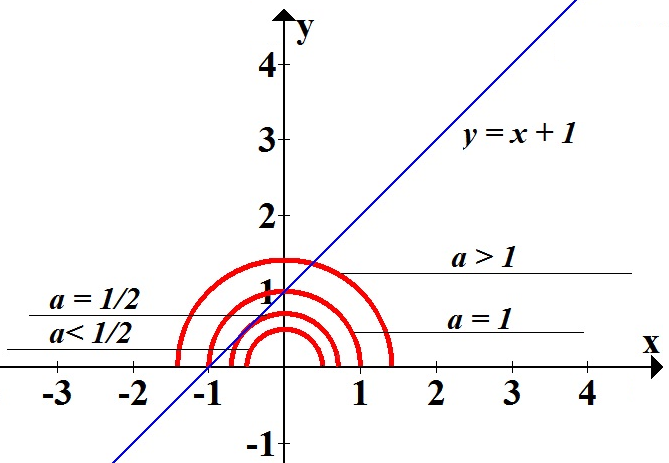 y
4
3
y = x + 1
2
a > 1
1
a = 1/2
a = 1
a< 1/2
x
-3 -2 -1 1 2 3 4
-1